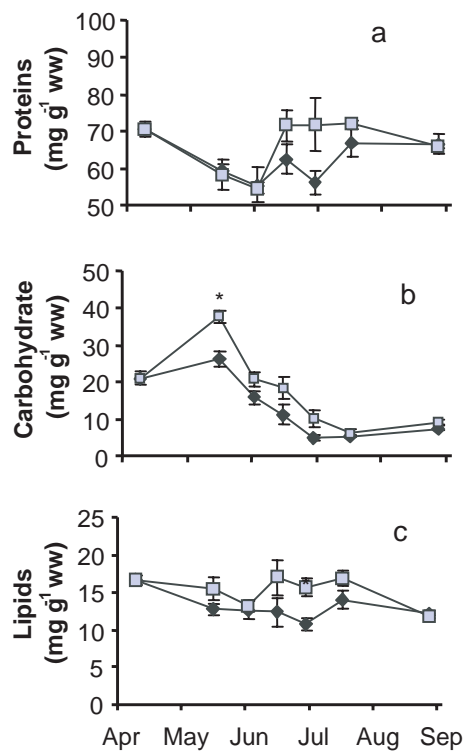 a
Proteins
(mg g-1 ww)
100
90
80
70
60
50
b
Carbohydrate
(mg g-1 ww)
50
40
30
20
10
0
*
c
Lipids
(mg g-1 ww)
25
20
15
10
5
0
*
Apr May Jun Jul Aug Sep